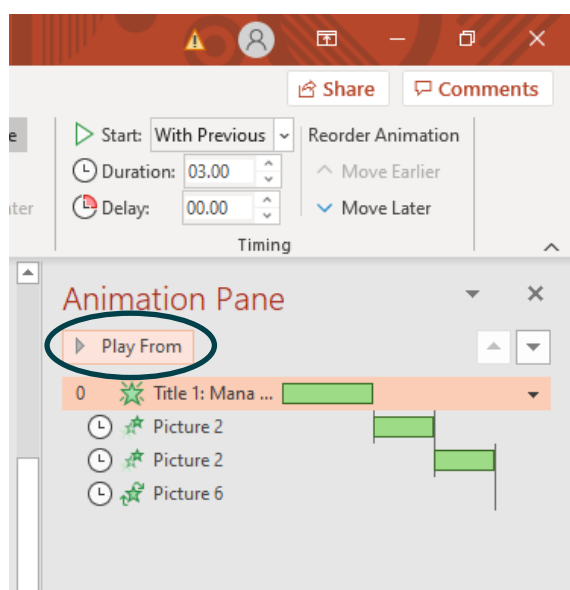 Share
Comments
e
Start: With Previous
Reorder Animation
Duration: 03.00
Move Earlier
ter
Delay: 00.00
Move Later
Timing
Animation Pane
Play From
0 Title 1: Mana ...
Picture 2
Picture 2
Picture 6